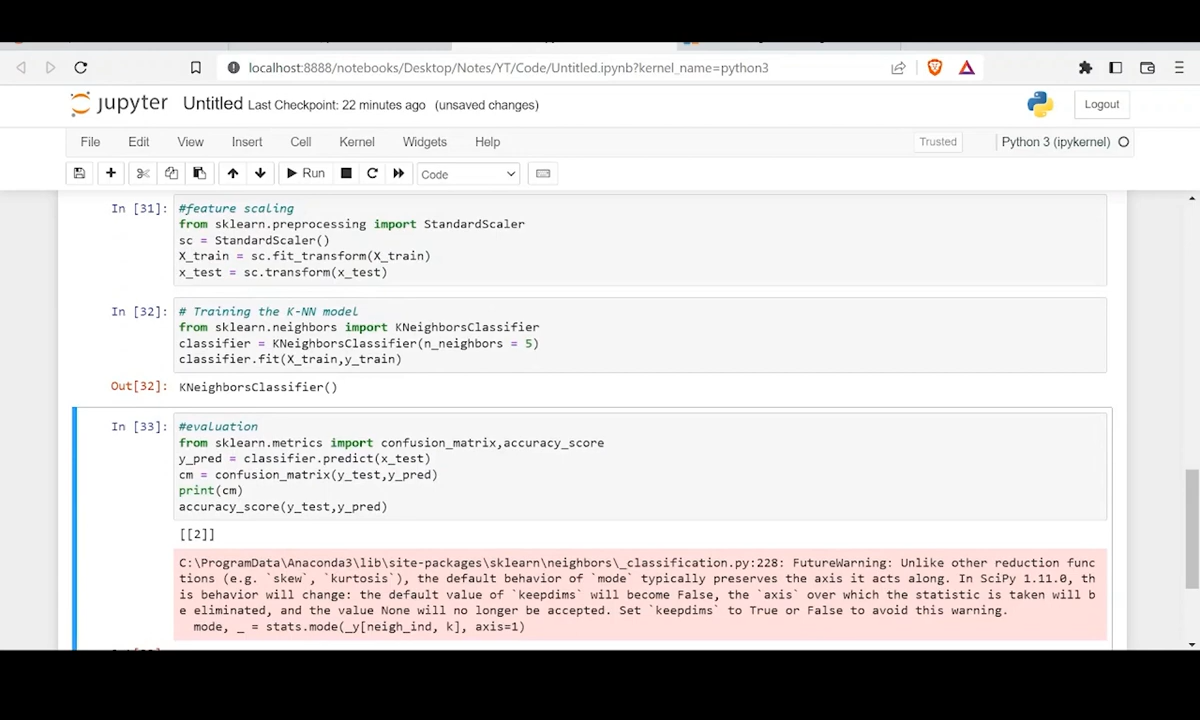 localhost:8888/notebooks/Desktop/Notes/YT/Code/Untitled.ipynb?kernel_name=python3
jupyter Untitled Last Checkpoint: 22 minutes ago (unsaved changes)
Logout
File Edit View Insert Cell Kernel Widgets Help
Trusted
Python 3 (ipykernel)
Run
Code
In [31]: #feature scaling
from sklearn.preprocessing import StandardScaler
sc = StandardScaler()
X_train = sc.fit_transform(X_train)
x_test = sc.transform(x_test)
In [32]: # Training the K-NN model
from sklearn.neighbors import KNeighborsClassifier
classifier = KNeighborsClassifier(n_neighbors = 5)
classifier.fit(X_train,y_train)
Out[32]: KNeighborsClassifier()
In [33]: #evaluation
from sklearn.metrics import confusion_matrix,accuracy_score
y_pred = classifier.predict(x_test)
cm = confusion_matrix(y_test,y_pred)
print(cm)
accuracy_score(y_test,y_pred)
[[2]]
C:\ProgramData\Anaconda3\lib\site-packages\sklearn\neighbors\_classification.py:228: FutureWarning: Unlike other reduction func
tions (e.g. `skew`, `kurtosis`), the default behavior of `mode` typically preserves the axis it acts along. In SciPy 1.11.0, th
is behavior will change: the default value of `keepdims` will become False, the `axis` over which the statistic is taken will b
e eliminated, and the value None will no longer be accepted. Set `keepdims` to True or False to avoid this warning.
mode, _ = stats.mode(_y[neigh_ind, k], axis=1)